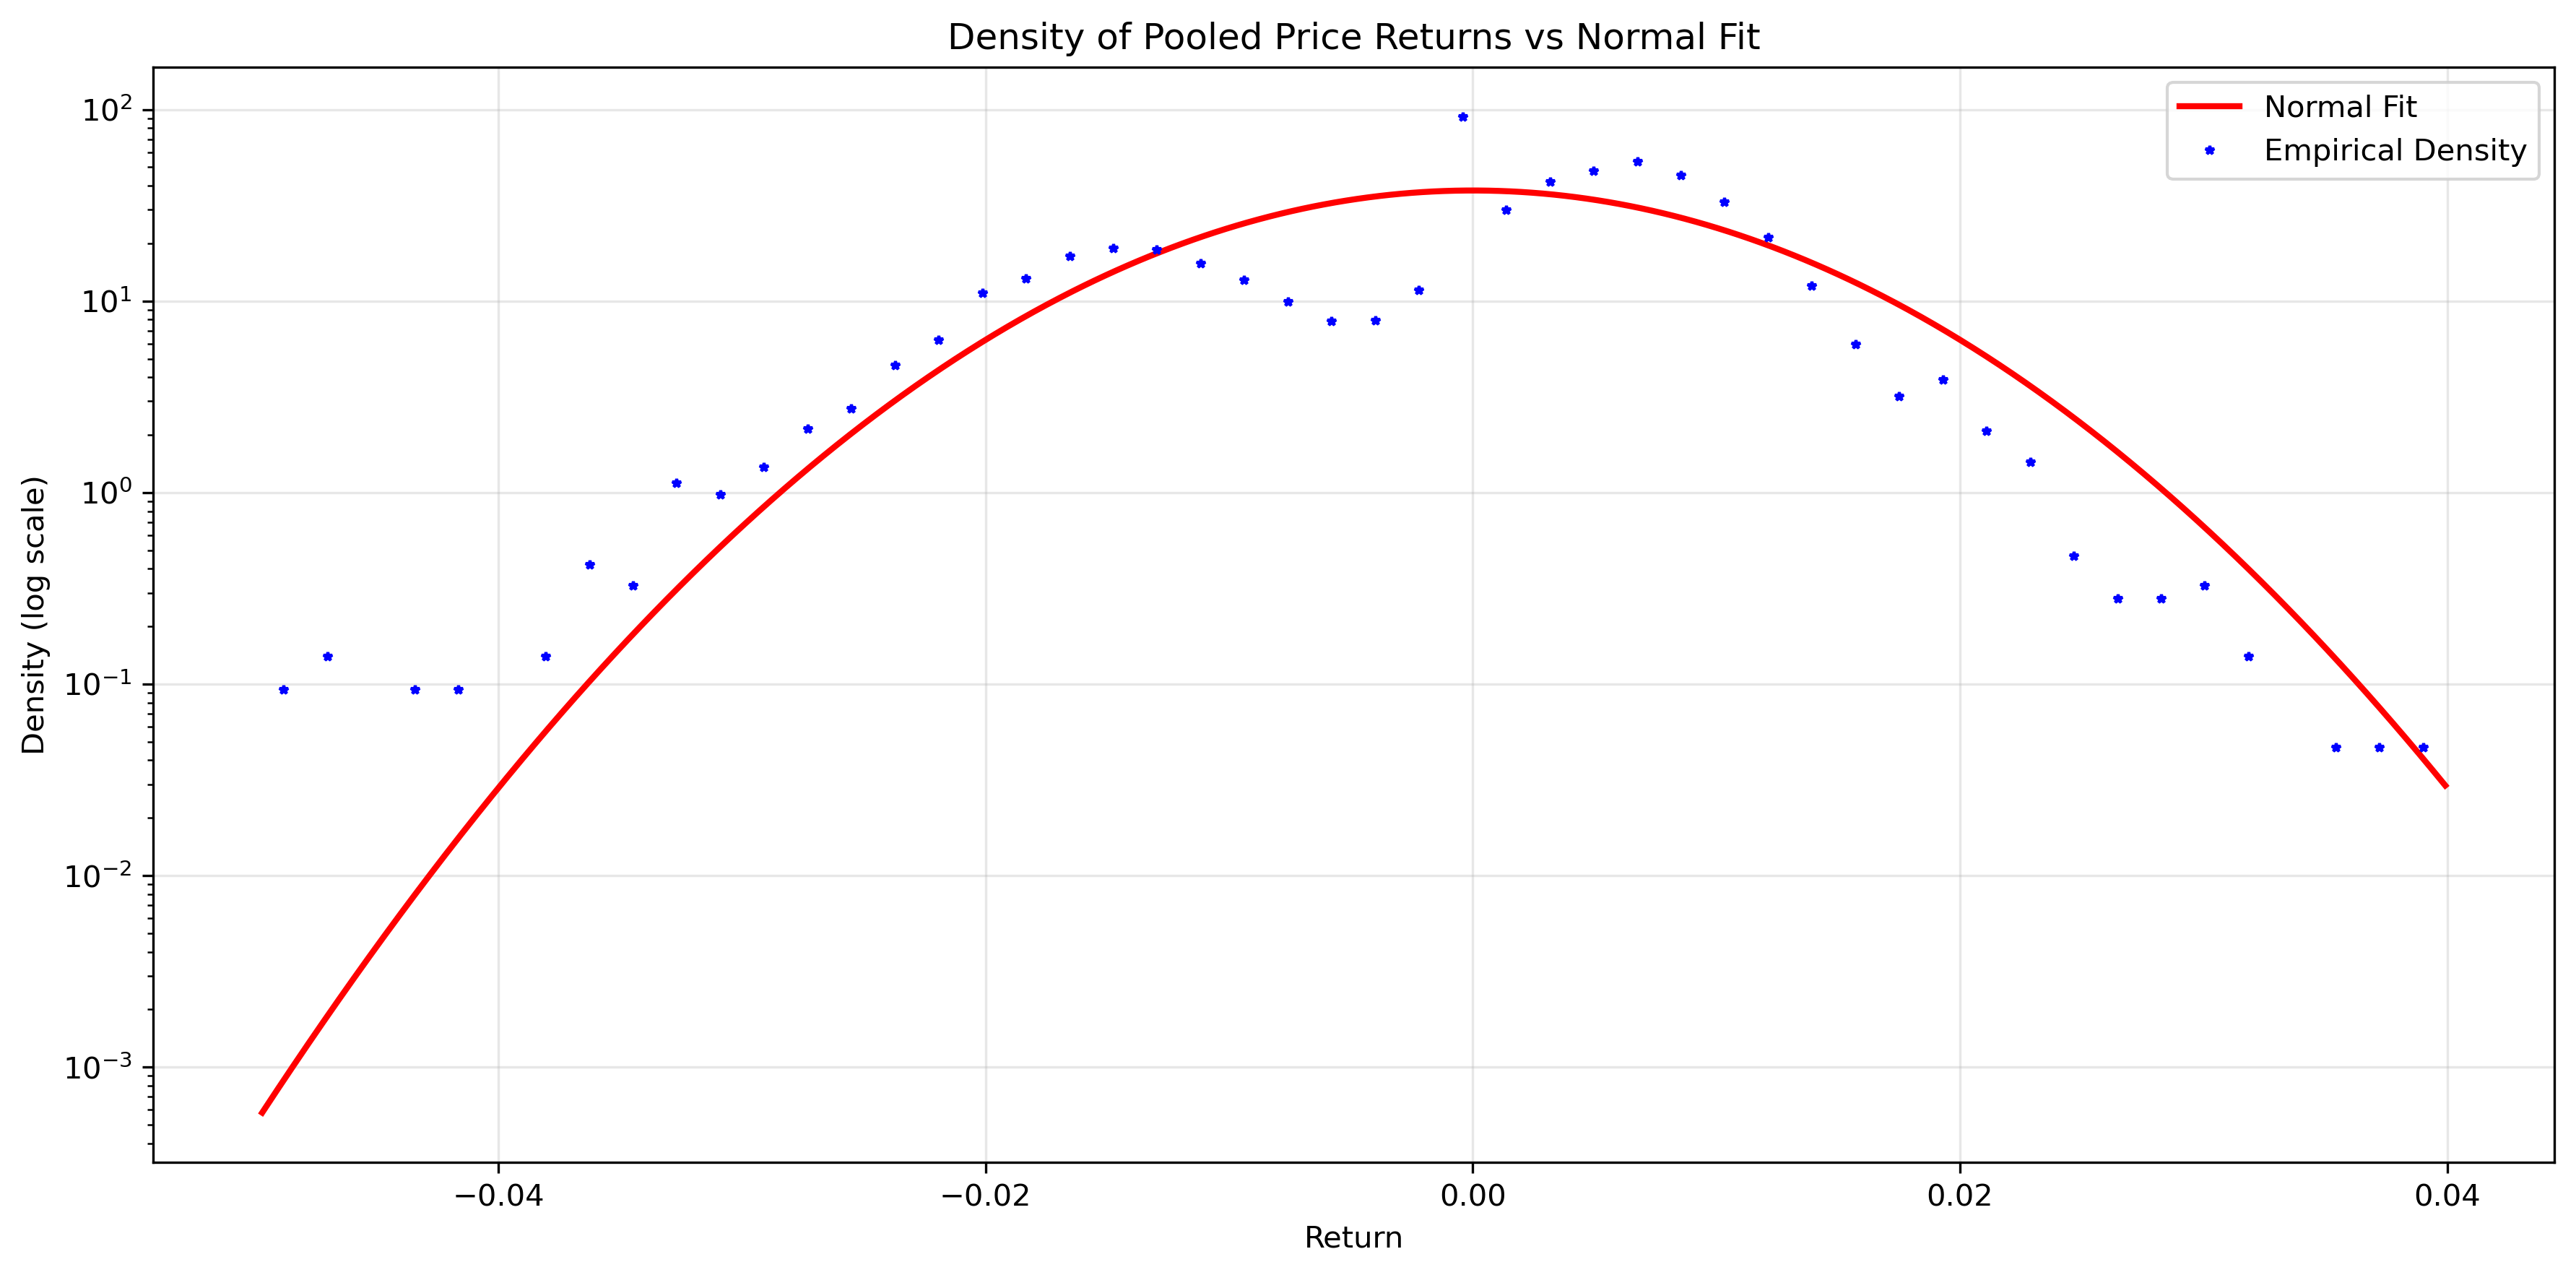 Density of Pooled Price Returns vs Normal Fit
Normal Fit
Empirical Density
Density (log scale)
10²
10¹
10⁰
10⁻¹
10⁻²
10⁻³
−0.04
−0.02
0.00
0.02
0.04
Return